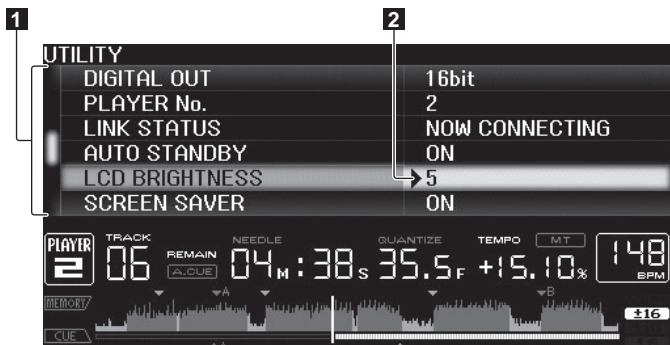 1 2
UTILITY
DIGITAL OUT 16bit
PLAYER No. 2
LINK STATUS NOW CONNECTING
AUTO STANDBY ON
LCD BRIGHTNESS 5
SCREEN SAVER ON
PLAYER 2 TRACK 06 REMAIN A.CUE NEEDLE 04M:38S QUANTIZE 35.5F TEMPO MT +15.10% 148 BPM
MEMORY A B
CUE ±16
A